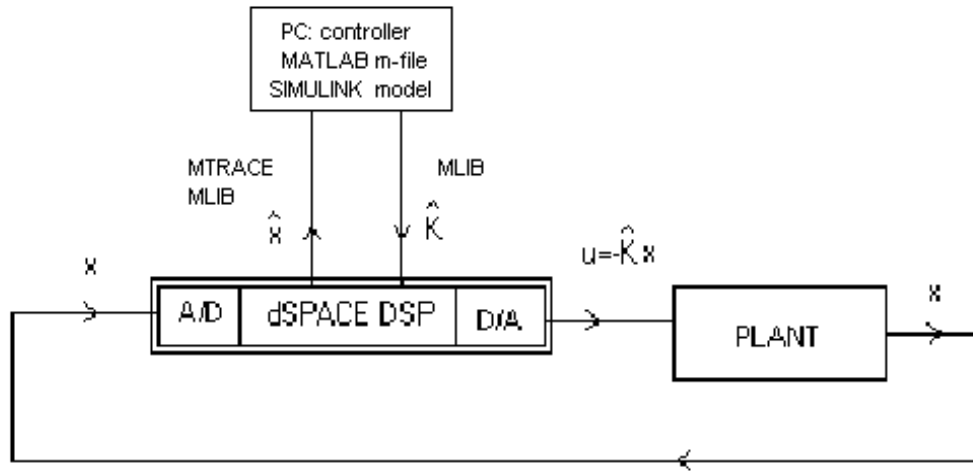 PC: controller
MATLAB m-file
SIMULINK model
MTRACE
MLIB
MLIB
x̂
K̂
u=-K̂x
x
x
A/D
dSPACE DSP
D/A
PLANT